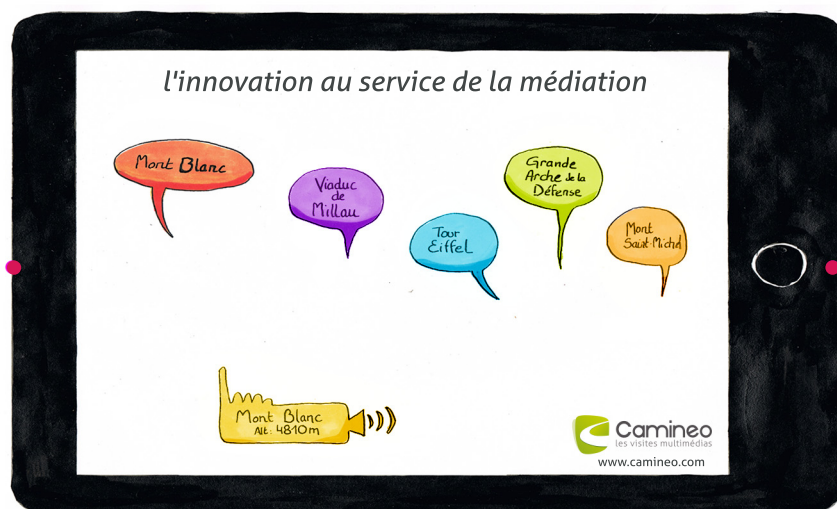 l'innovation au service de la médiation
Mont Blanc
Viaduc
de
Millau
Tour
Eiffel
Grande
Arche de la
Défense
Mont
Saint Michel
Mont Blanc
Alt: 4810m
Camineo
les visites multimédias
www.camineo.com